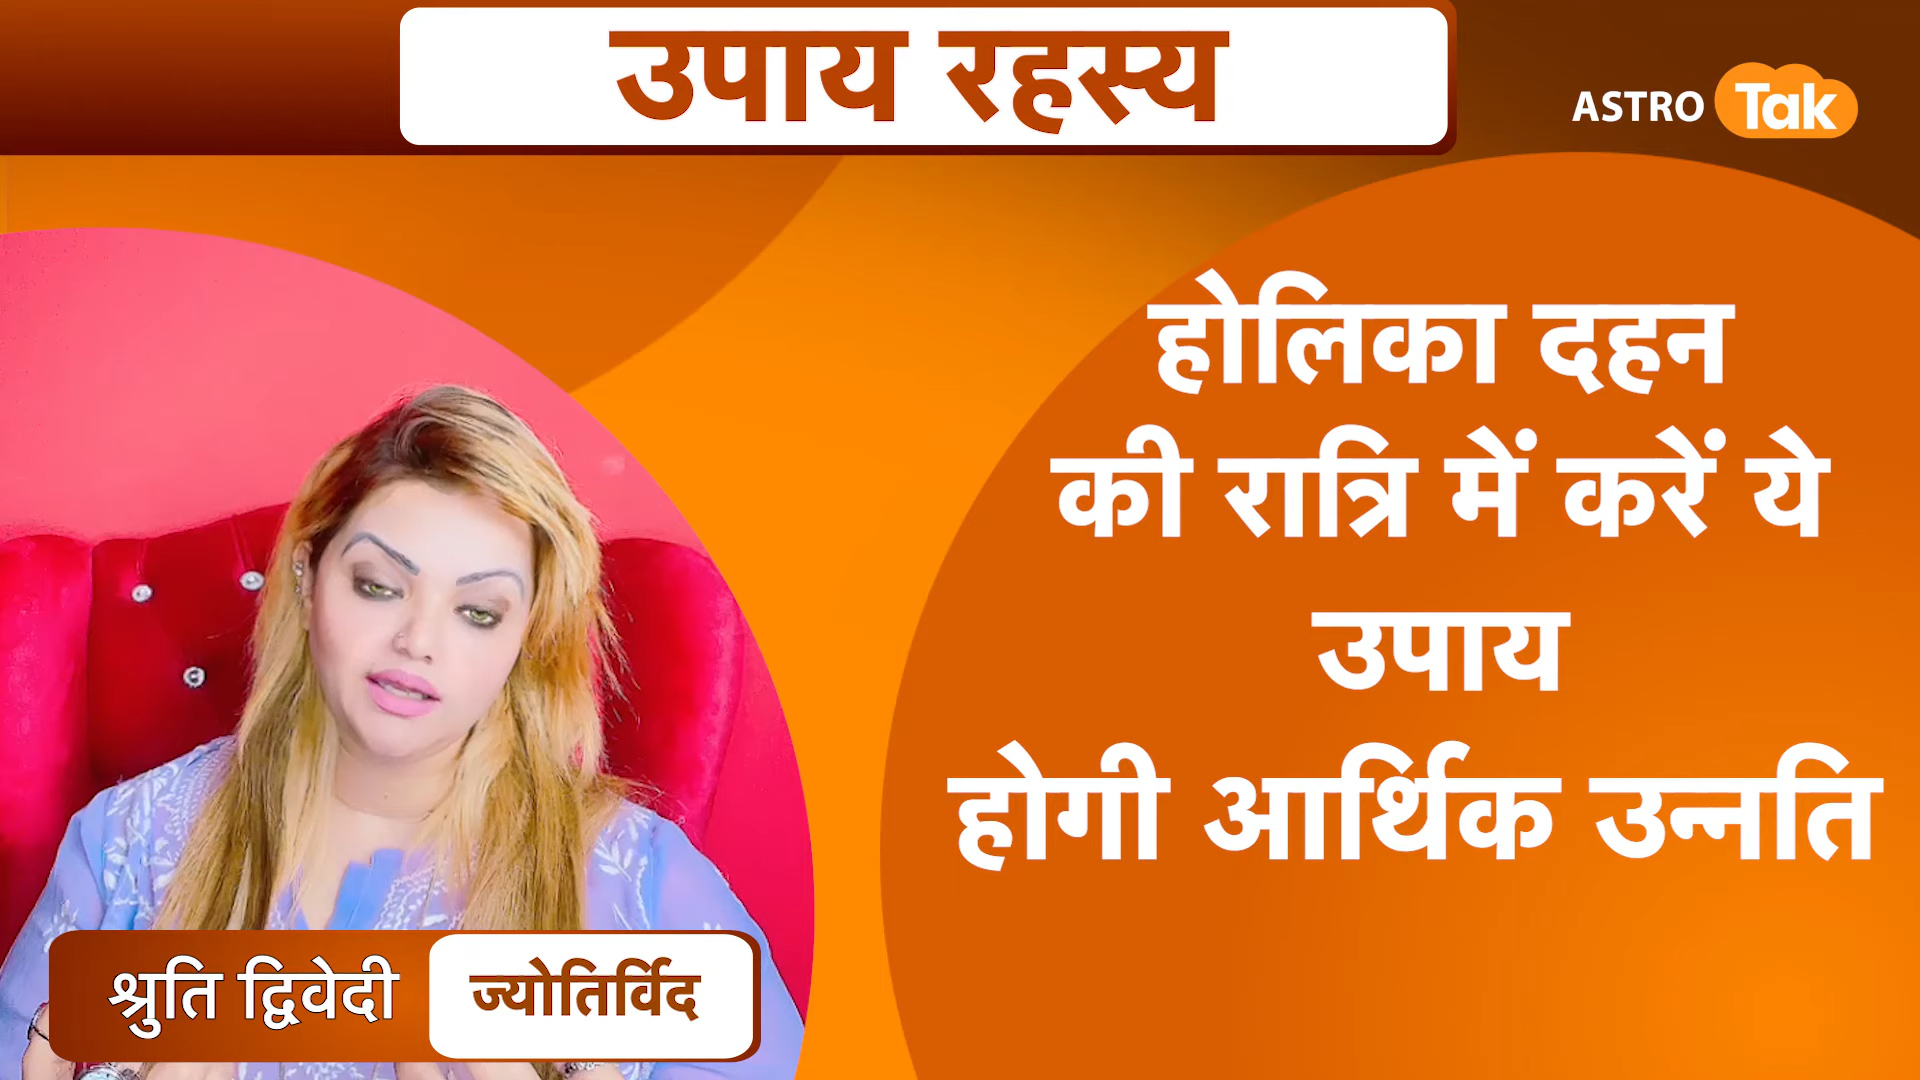 उपाय रहस्य
ASTRO Tak
होलिका दहन
की रात्रि में करें ये
उपाय
होगी आर्थिक उन्नति
श्रुति द्विवेदी
ज्योतिर्विद